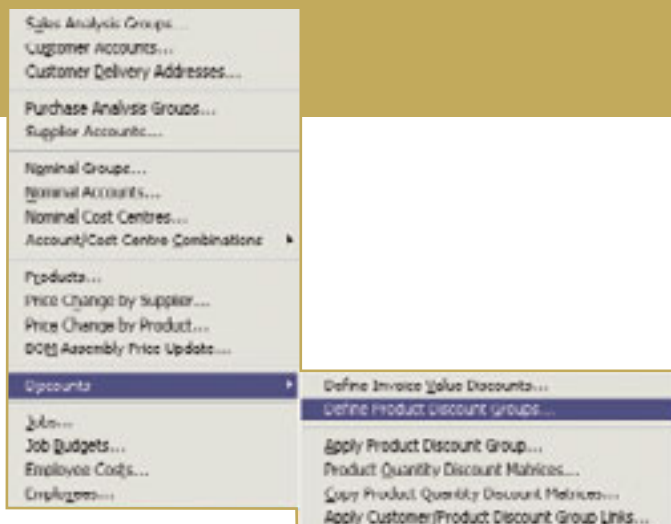 Sales Analysis Groups...
Customer Accounts...
Customer Delivery Addresses...
Purchase Analysis Groups...
Supplier Accounts...
Nominal Groups...
Nominal Accounts...
Nominal Cost Centres...
Account/Cost Centre Combinations
Products...
Price Change by Supplier...
Price Change by Product...
BOM Assembly Price Update...
Discounts
Jobs...
Job Budgets...
Employee Costs...
Employees...
Define Invoice Value Discounts...
Define Product Discount Groups...
Apply Product Discount Group...
Product Quantity Discount Matrices...
Copy Product Quantity Discount Matrices...
Apply Customer/Product Discount Group Links...